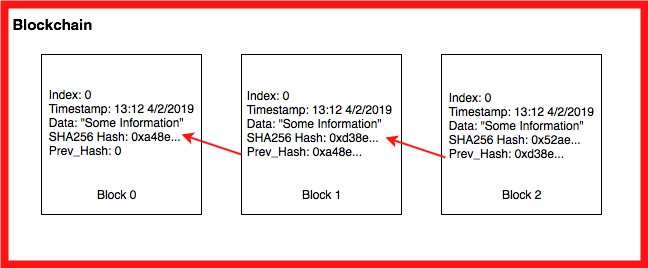 Blockchain
Index: 0
Timestamp: 13:12 4/2/2019
Data: "Some Information"
SHA256 Hash: 0xa48e...
Prev_Hash: 0
Block 0
Index: 0
Timestamp: 13:12 4/2/2019
Data: "Some Information"
SHA256 Hash: 0xd38e...
Prev_Hash: 0xa48e...
Block 1
Index: 0
Timestamp: 13:12 4/2/2019
Data: "Some Information"
SHA256 Hash: 0x52ae...
Prev_Hash: 0xd38e...
Block 2